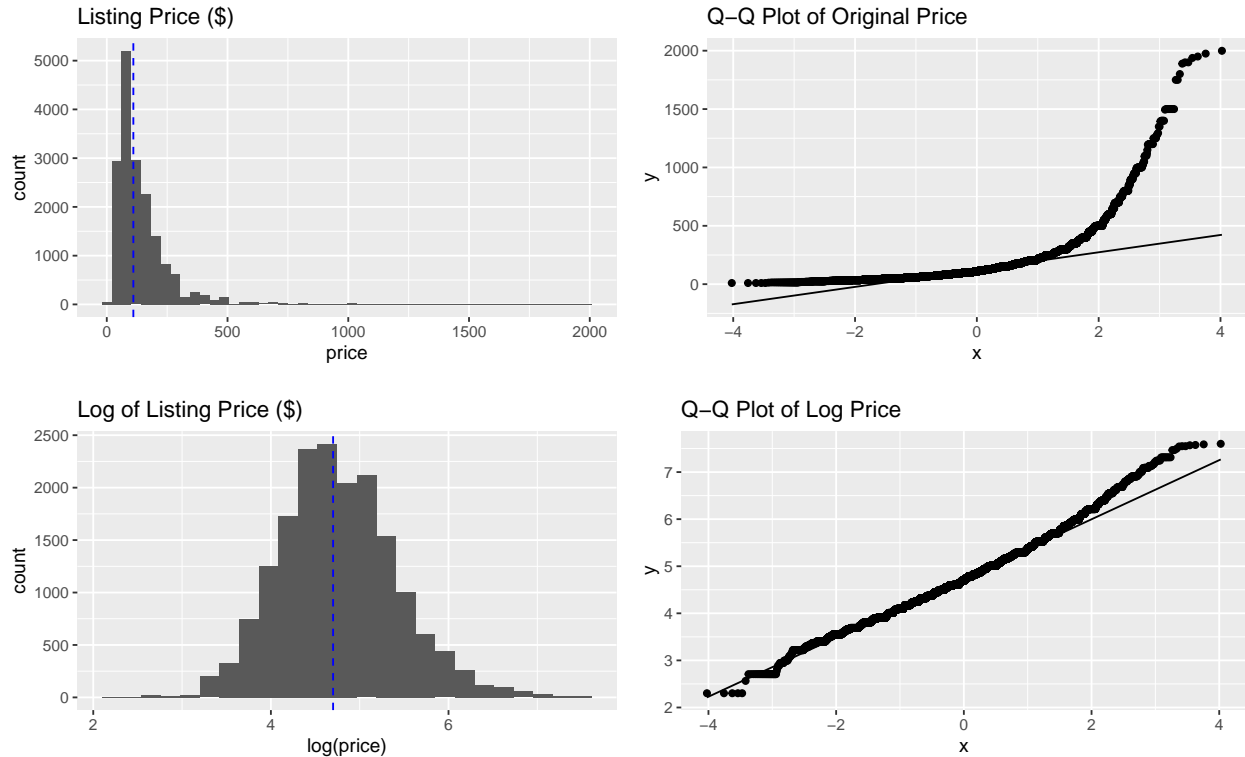 Listing Price ($)
5000
4000
3000
2000
1000
0
count
0 500 1000 1500 2000
price
Q−Q Plot of Original Price
2000
1500
1000
500
0
y
−4 −2 0 2 4
x
Log of Listing Price ($)
2500
2000
1500
1000
500
0
count
2 4 6
log(price)
Q−Q Plot of Log Price
7
6
5
4
3
2
y
−4 −2 0 2 4
x